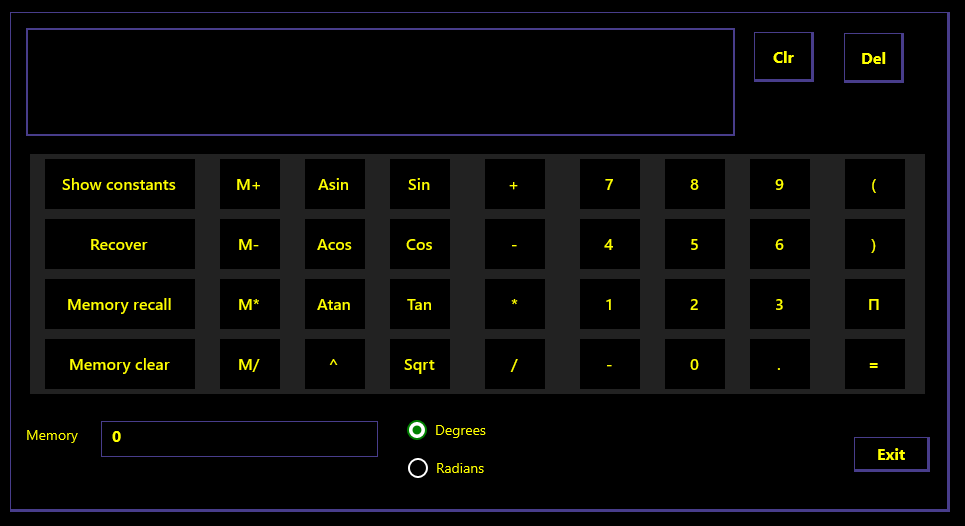 Clr Del
Show constants M+ Asin Sin + 7 8 9 (
Recover M- Acos Cos - 4 5 6 )
Memory recall M* Atan Tan * 1 2 3 Π
Memory clear M/ ^ Sqrt / - 0 . =
Memory 0 Degrees
Radians
Exit